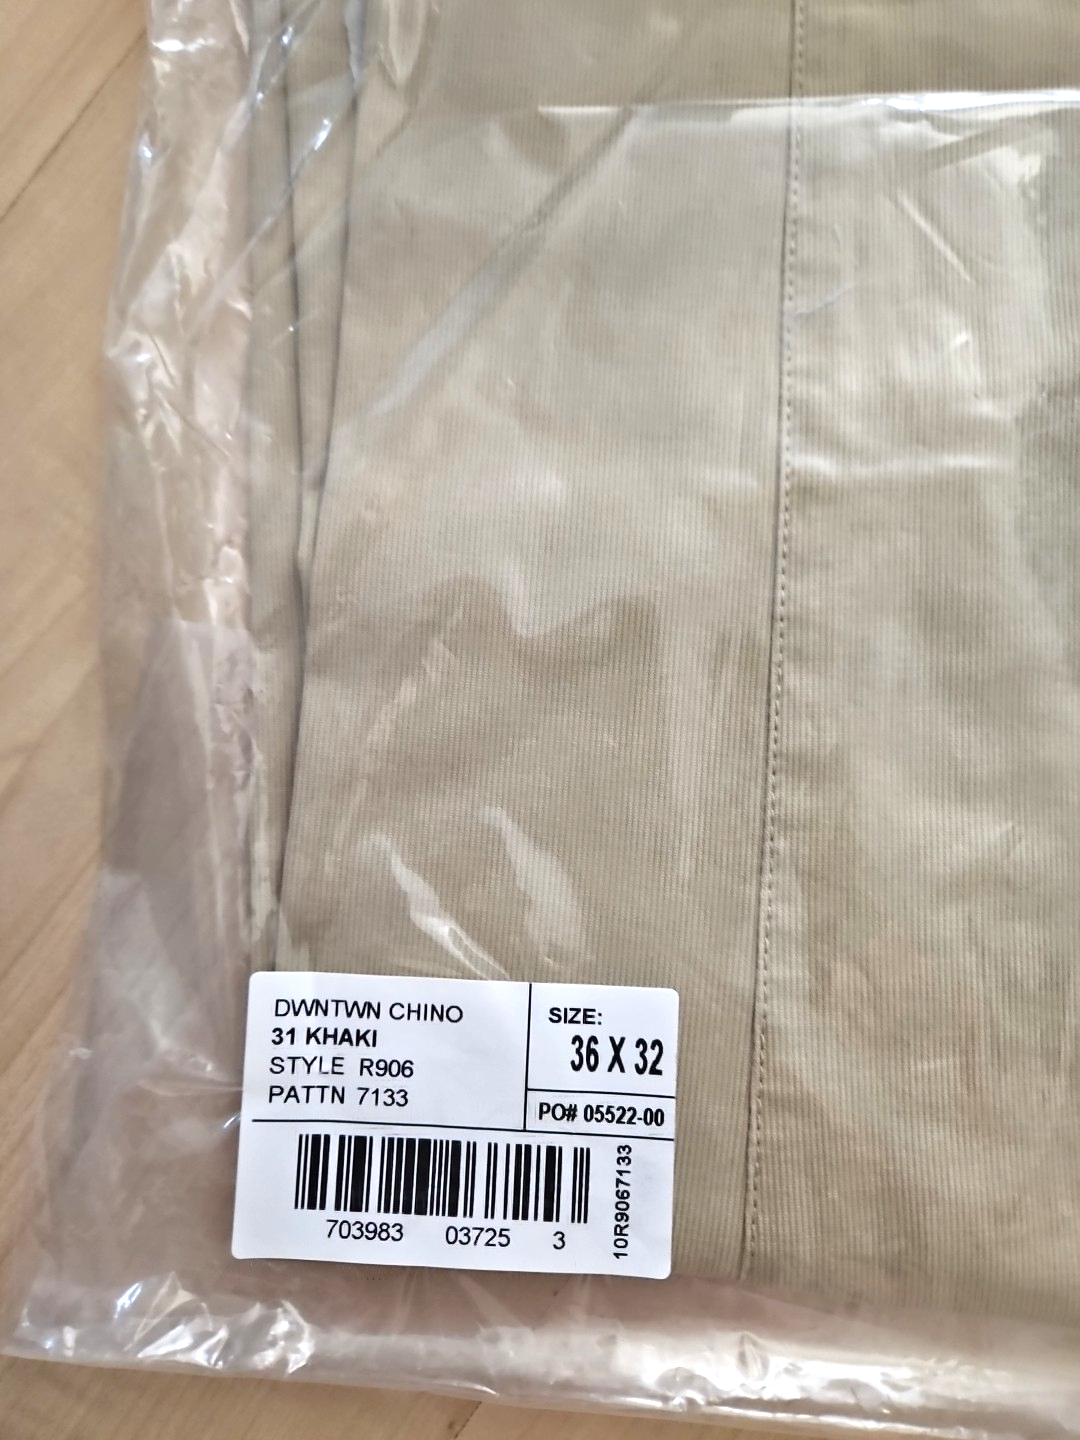 DWNTWN CHINO
31 KHAKI
STYLE R906
PATTN 7133
SIZE:
36 X 32
PO# 05522-00
703983 03725 3
10R9067133